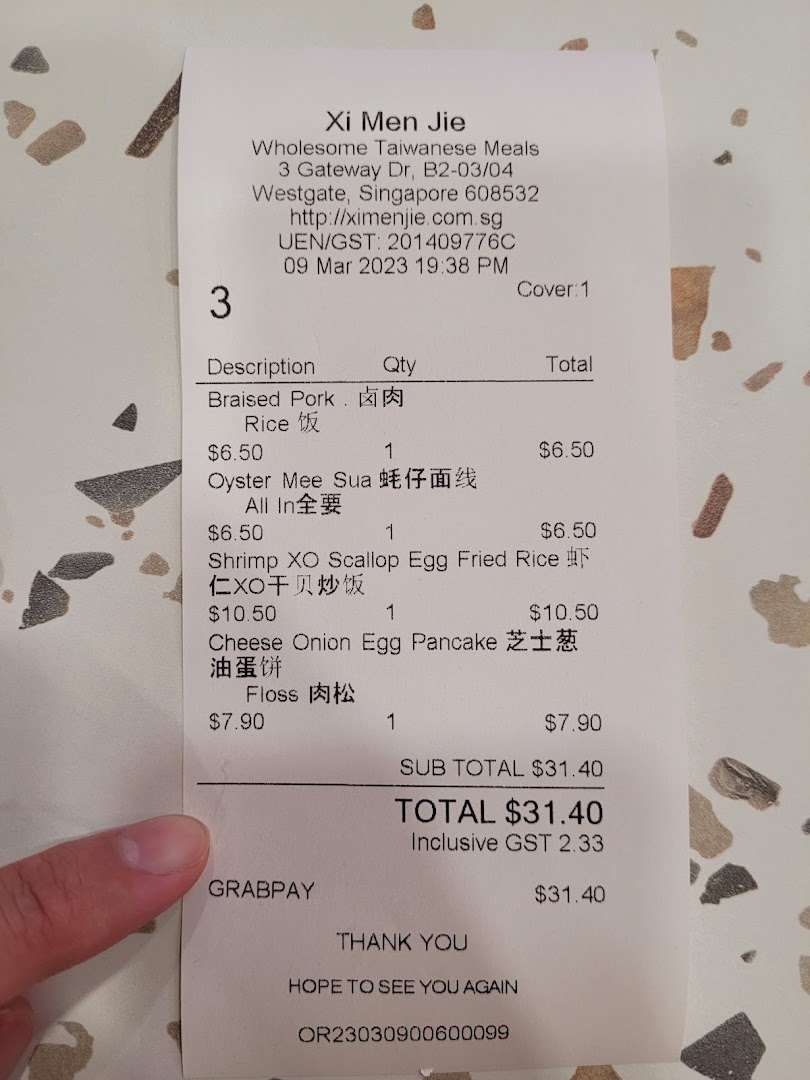 Xi Men Jie
Wholesome Taiwanese Meals
3 Gateway Dr, B2-03/04
Westgate, Singapore 608532
http://ximenjie.com.sg
UEN/GST: 201409776C
09 Mar 2023 19:38 PM
Cover:1
3
Description Qty Total
Braised Pork . 卤肉
Rice 饭
$6.50 1 $6.50
Oyster Mee Sua 蚝仔面线
All In全要
$6.50 1 $6.50
Shrimp XO Scallop Egg Fried Rice 虾
仁XO干贝炒饭
$10.50 1 $10.50
Cheese Onion Egg Pancake 芝士葱
油蛋饼
Floss 肉松
$7.90 1 $7.90
SUB TOTAL $31.40
TOTAL $31.40
Inclusive GST 2.33
GRABPAY $31.40
THANK YOU
HOPE TO SEE YOU AGAIN
OR23030900600099